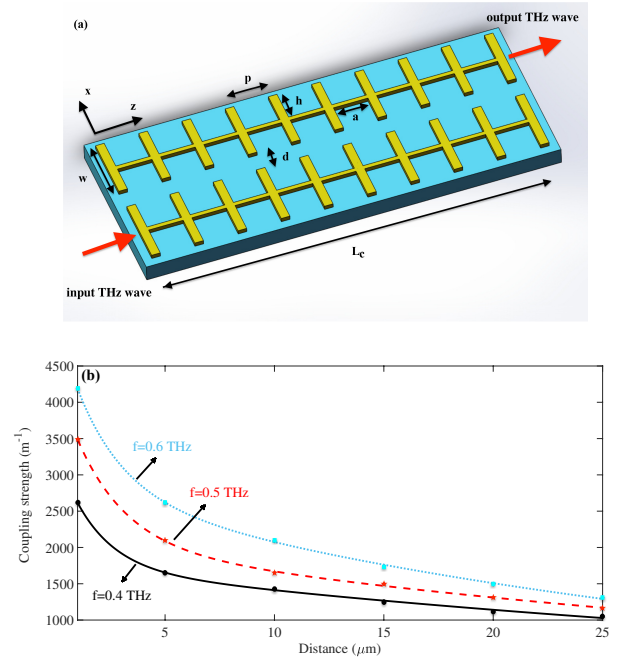 (a)
output THz wave
x
z
p
h
a
w
d
L_c
input THz wave
(b)
4500
4000
3500
3000
2500
2000
1500
1000
Coupling strength (m⁻¹)
f=0.6 THz
f=0.5 THz
f=0.4 THz
5
10
15
20
25
Distance (μm)